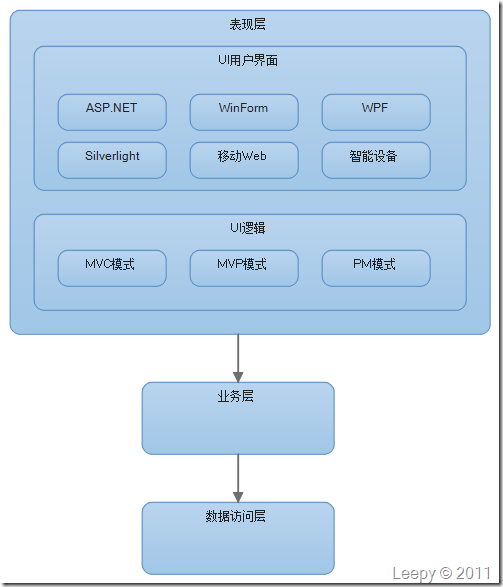 表现层
UI用户界面
ASP.NET
WinForm
WPF
Silverlight
移动Web
智能设备
UI逻辑
MVC模式
MVP模式
PM模式
业务层
数据访问层
Leepy © 2011